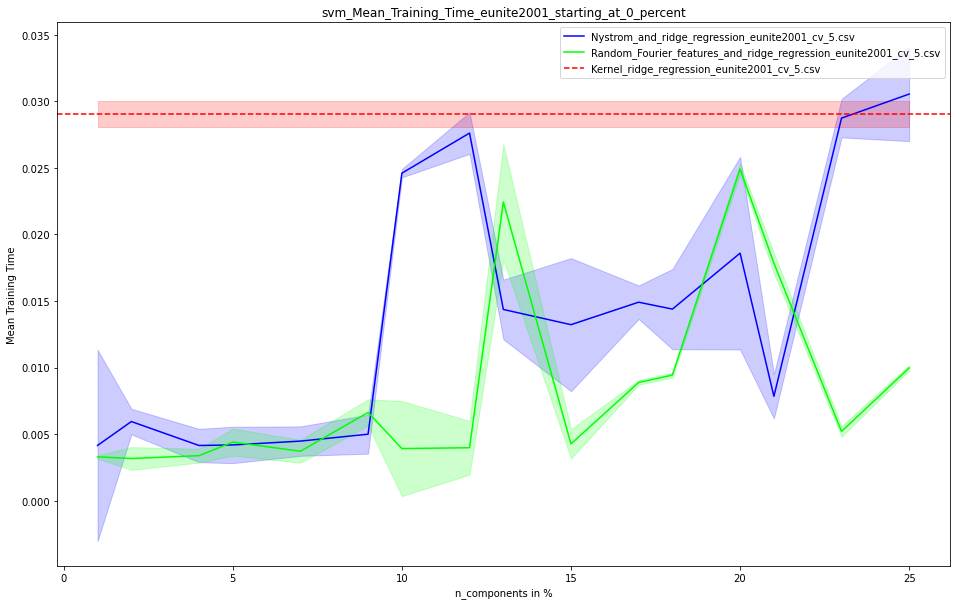 svm_Mean_Training_Time_eunite2001_starting_at_0_percent
Nystrom_and_ridge_regression_eunite2001_cv_5.csv
Random_Fourier_features_and_ridge_regression_eunite2001_cv_5.csv
Kernel_ridge_regression_eunite2001_cv_5.csv
0.035
0.030
0.025
0.020
0.015
0.010
0.005
0.000
Mean Training Time
0 5 10 15 20 25
n_components in %